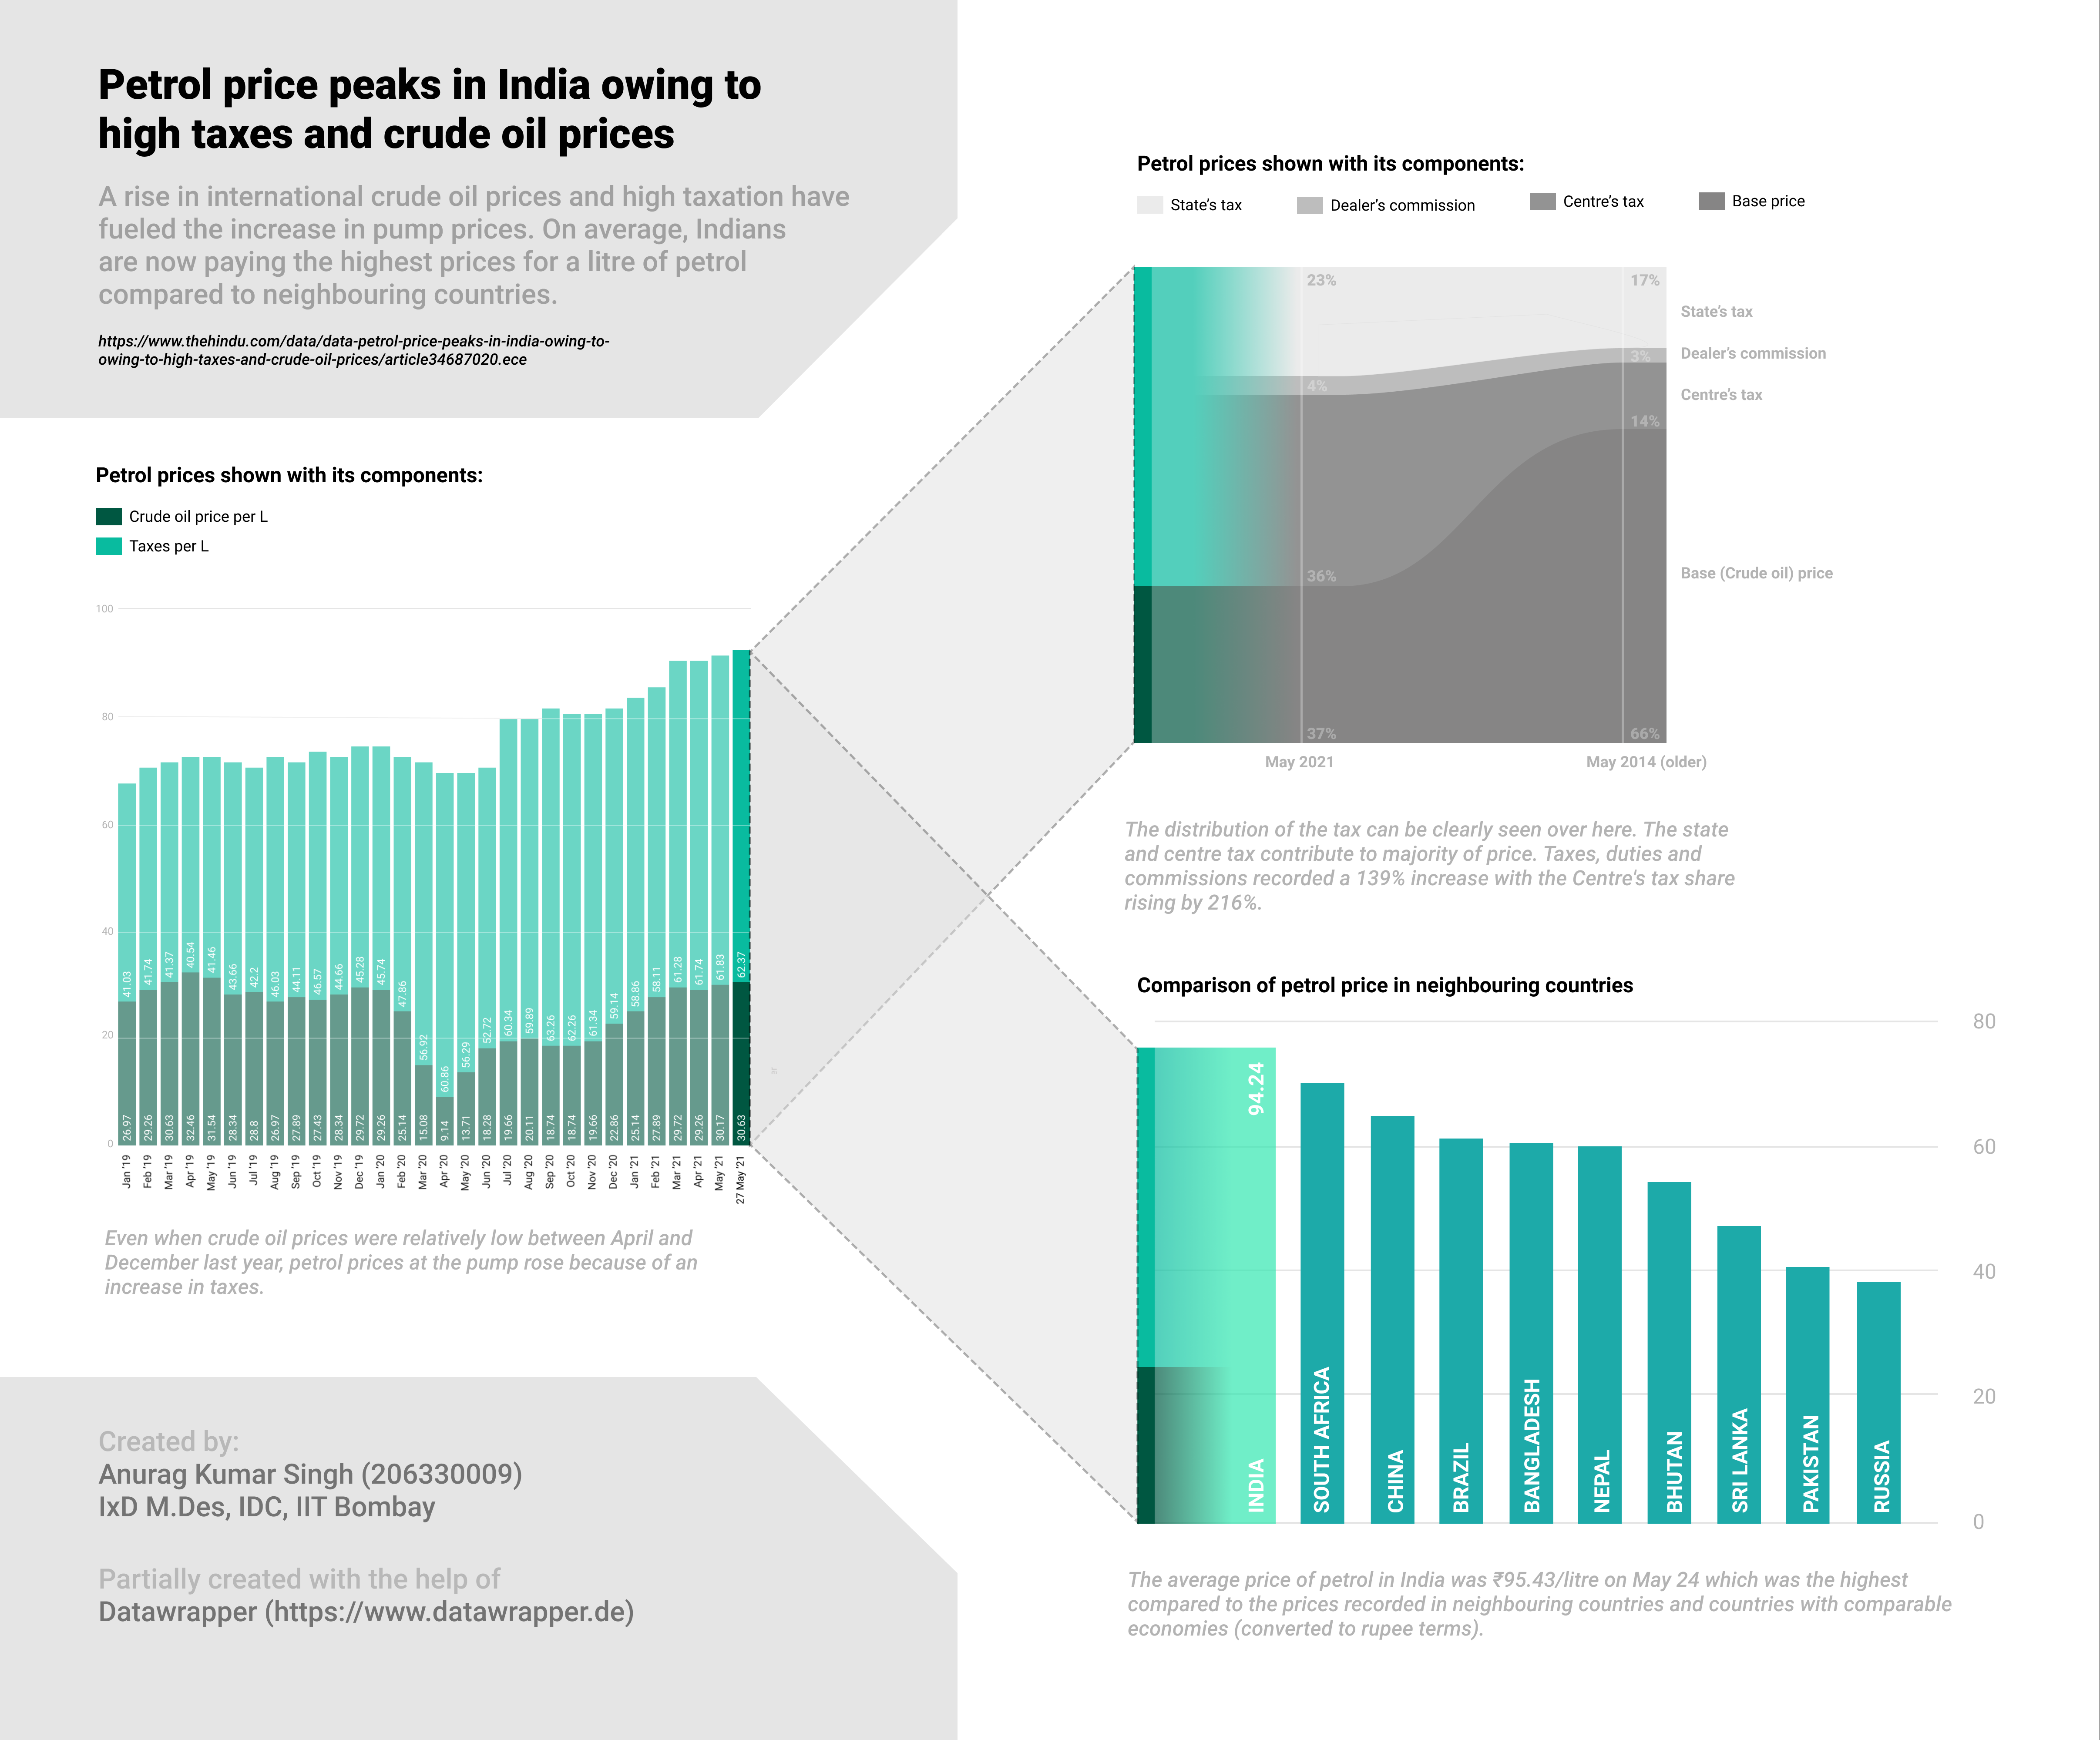 Petrol price peaks in India owing to
high taxes and crude oil prices
A rise in international crude oil prices and high taxation have
fueled the increase in pump prices. On average, Indians
are now paying the highest prices for a litre of petrol
compared to neighbouring countries.
https://www.thehindu.com/data/data-petrol-price-peaks-in-india-owing-to-
owing-to-high-taxes-and-crude-oil-prices/article34687020.ece
Petrol prices shown with its components:
Crude oil price per L
Taxes per L
100
80
60
40
20
0
41.03 41.74 41.37 40.54 41.46 43.66 42.2 46.03 44.11 46.57 44.66 45.28 45.74 47.86 56.92 60.86 56.29 52.72 60.34 59.89 63.26 62.26 61.34 59.14 58.86 58.11 61.28 61.74 61.83 62.37
26.97 29.26 30.63 32.46 31.54 28.34 28.8 26.97 27.89 27.43 28.34 29.72 29.26 25.14 15.08 9.14 13.71 18.28 19.66 20.11 18.74 18.74 19.66 22.86 25.14 27.89 29.72 29.26 30.17 30.63
Jan '19 Feb '19 Mar '19 Apr '19 May '19 Jun '19 Jul '19 Aug '19 Sep '19 Oct '19 Nov '19 Dec '19 Jan '20 Feb '20 Mar '20 Apr '20 May '20 Jun '20 Jul '20 Aug '20 Sep '20 Oct '20 Nov '20 Dec '20 Jan '21 Feb '21 Mar '21 Apr '21 May '21 27 May '21
Even when crude oil prices were relatively low between April and
December last year, petrol prices at the pump rose because of an
increase in taxes.
Petrol prices shown with its components:
State's tax Dealer's commission Centre's tax Base price
23% 17%
State's tax
3% Dealer's commission
4%
Centre's tax
14%
36% Base (Crude oil) price
37% 66%
May 2021 May 2014 (older)
The distribution of the tax can be clearly seen over here. The state
and centre tax contribute to majority of price. Taxes, duties and
commissions recorded a 139% increase with the Centre's tax share
rising by 216%.
Comparison of petrol price in neighbouring countries
80
60
40
20
0
94.24
INDIA
SOUTH AFRICA
CHINA
BRAZIL
BANGLADESH
NEPAL
BHUTAN
SRI LANKA
PAKISTAN
RUSSIA
The average price of petrol in India was ₹95.43/litre on May 24 which was the highest
compared to the prices recorded in neighbouring countries and countries with comparable
economies (converted to rupee terms).
Created by:
Anurag Kumar Singh (206330009)
IxD M.Des, IDC, IIT Bombay
Partially created with the help of
Datawrapper (https://www.datawrapper.de)